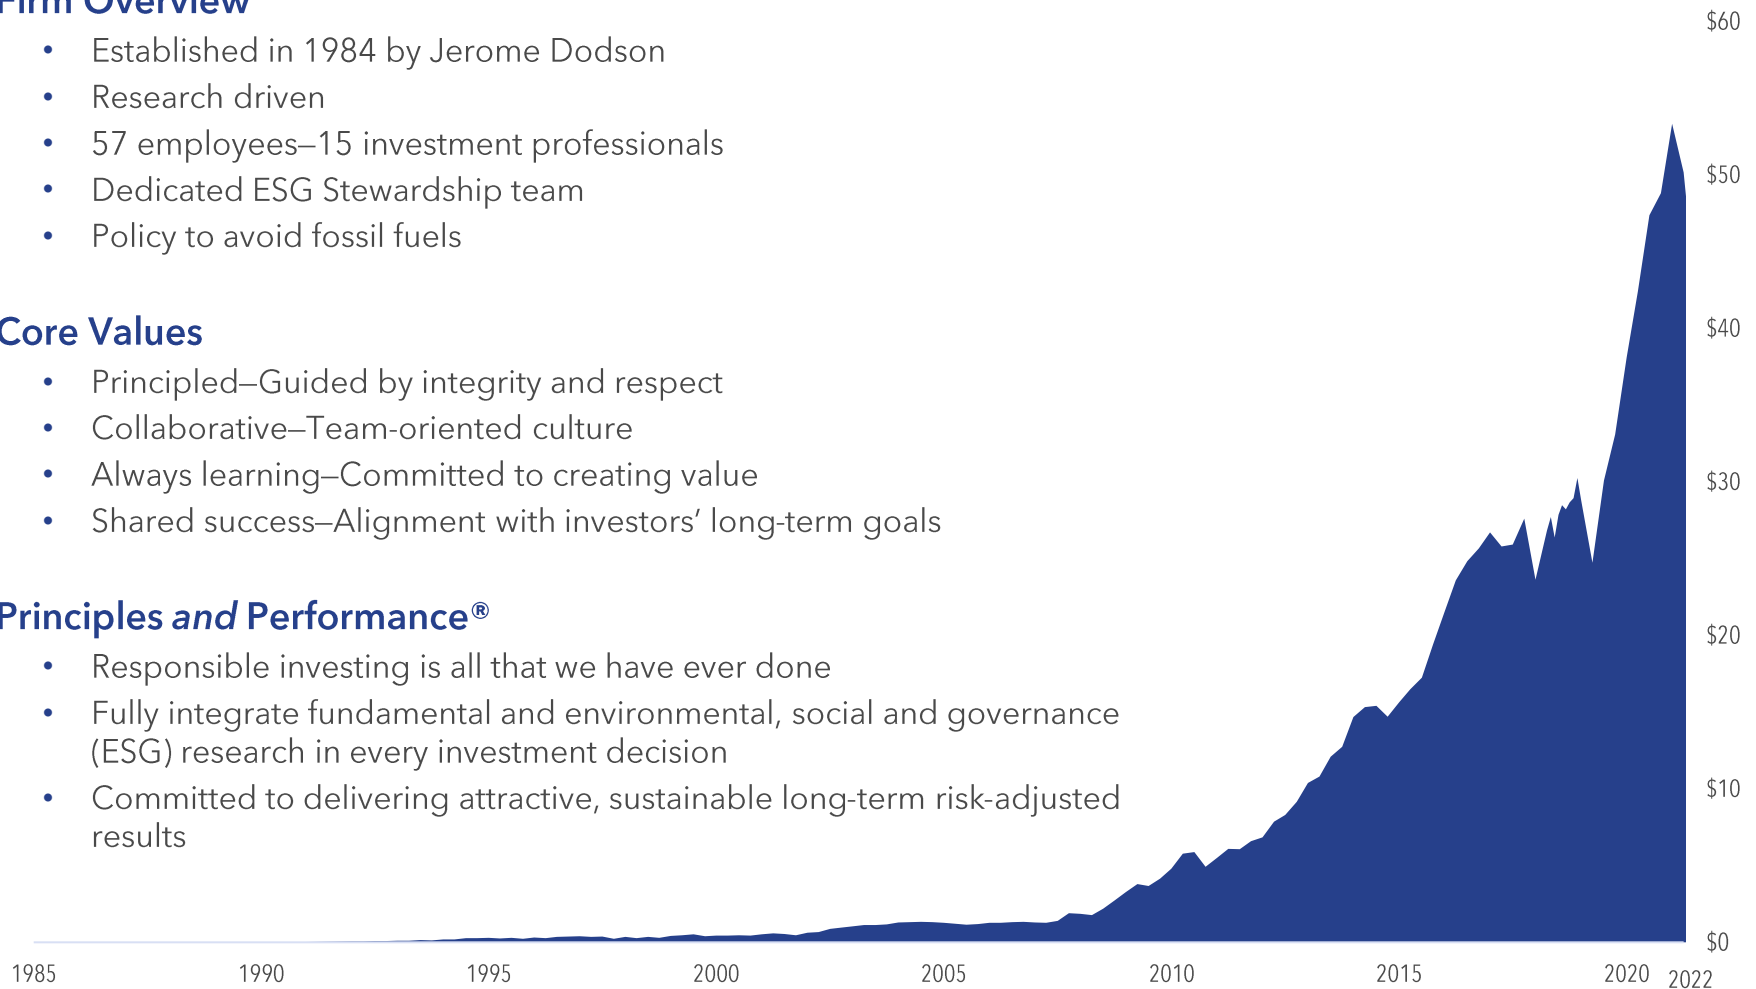 Firm Overview
• Established in 1984 by Jerome Dodson
• Research driven
• 57 employees—15 investment professionals
• Dedicated ESG Stewardship team
• Policy to avoid fossil fuels
Core Values
• Principled—Guided by integrity and respect
• Collaborative—Team-oriented culture
• Always learning—Committed to creating value
• Shared success—Alignment with investors’ long-term goals
Principles and Performance®
• Responsible investing is all that we have ever done
• Fully integrate fundamental and environmental, social and governance
(ESG) research in every investment decision
• Committed to delivering attractive, sustainable long-term risk-adjusted
results
$60
$50
$40
$30
$20
$10
$0
1985
1990
1995
2000
2005
2010
2015
2020
2022